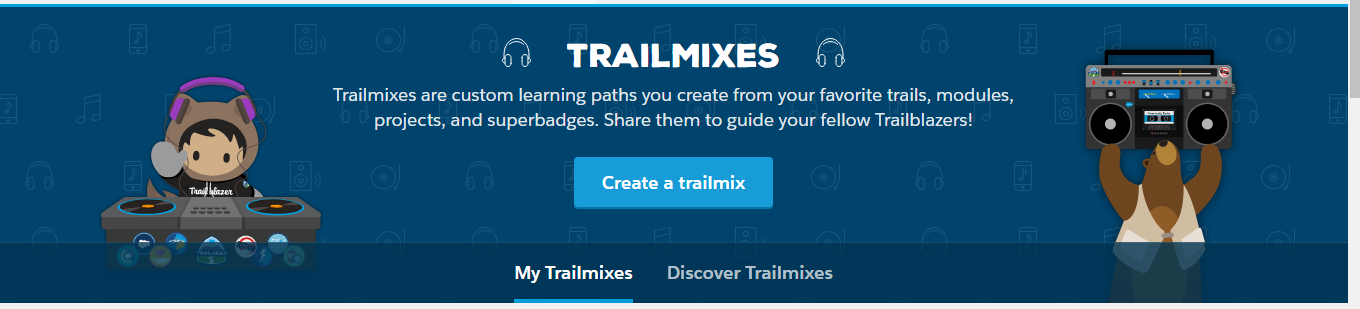 TRAILMIXES
Trailmixes are custom learning paths you create from your favorite trails, modules,
projects, and superbadges. Share them to guide your fellow Trailblazers!
Create a trailmix
Trailblazer
TRAILHEAD
My Trailmixes
Discover Trailmixes